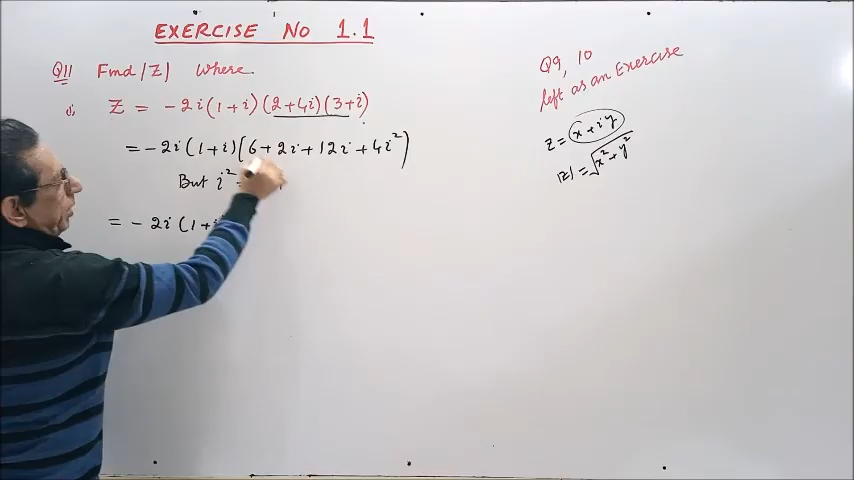 EXERCISE No 1.1
Q11 Find |Z| Where
i, Z = -2i(1+i)(2+4i)(3+i)
= -2i(1+i)(6+2i+12i+4i²)
But i² =
= -2i(1+i
Q9, 10
left as an Exercise
z = x+iy
|z| = √x²+y²